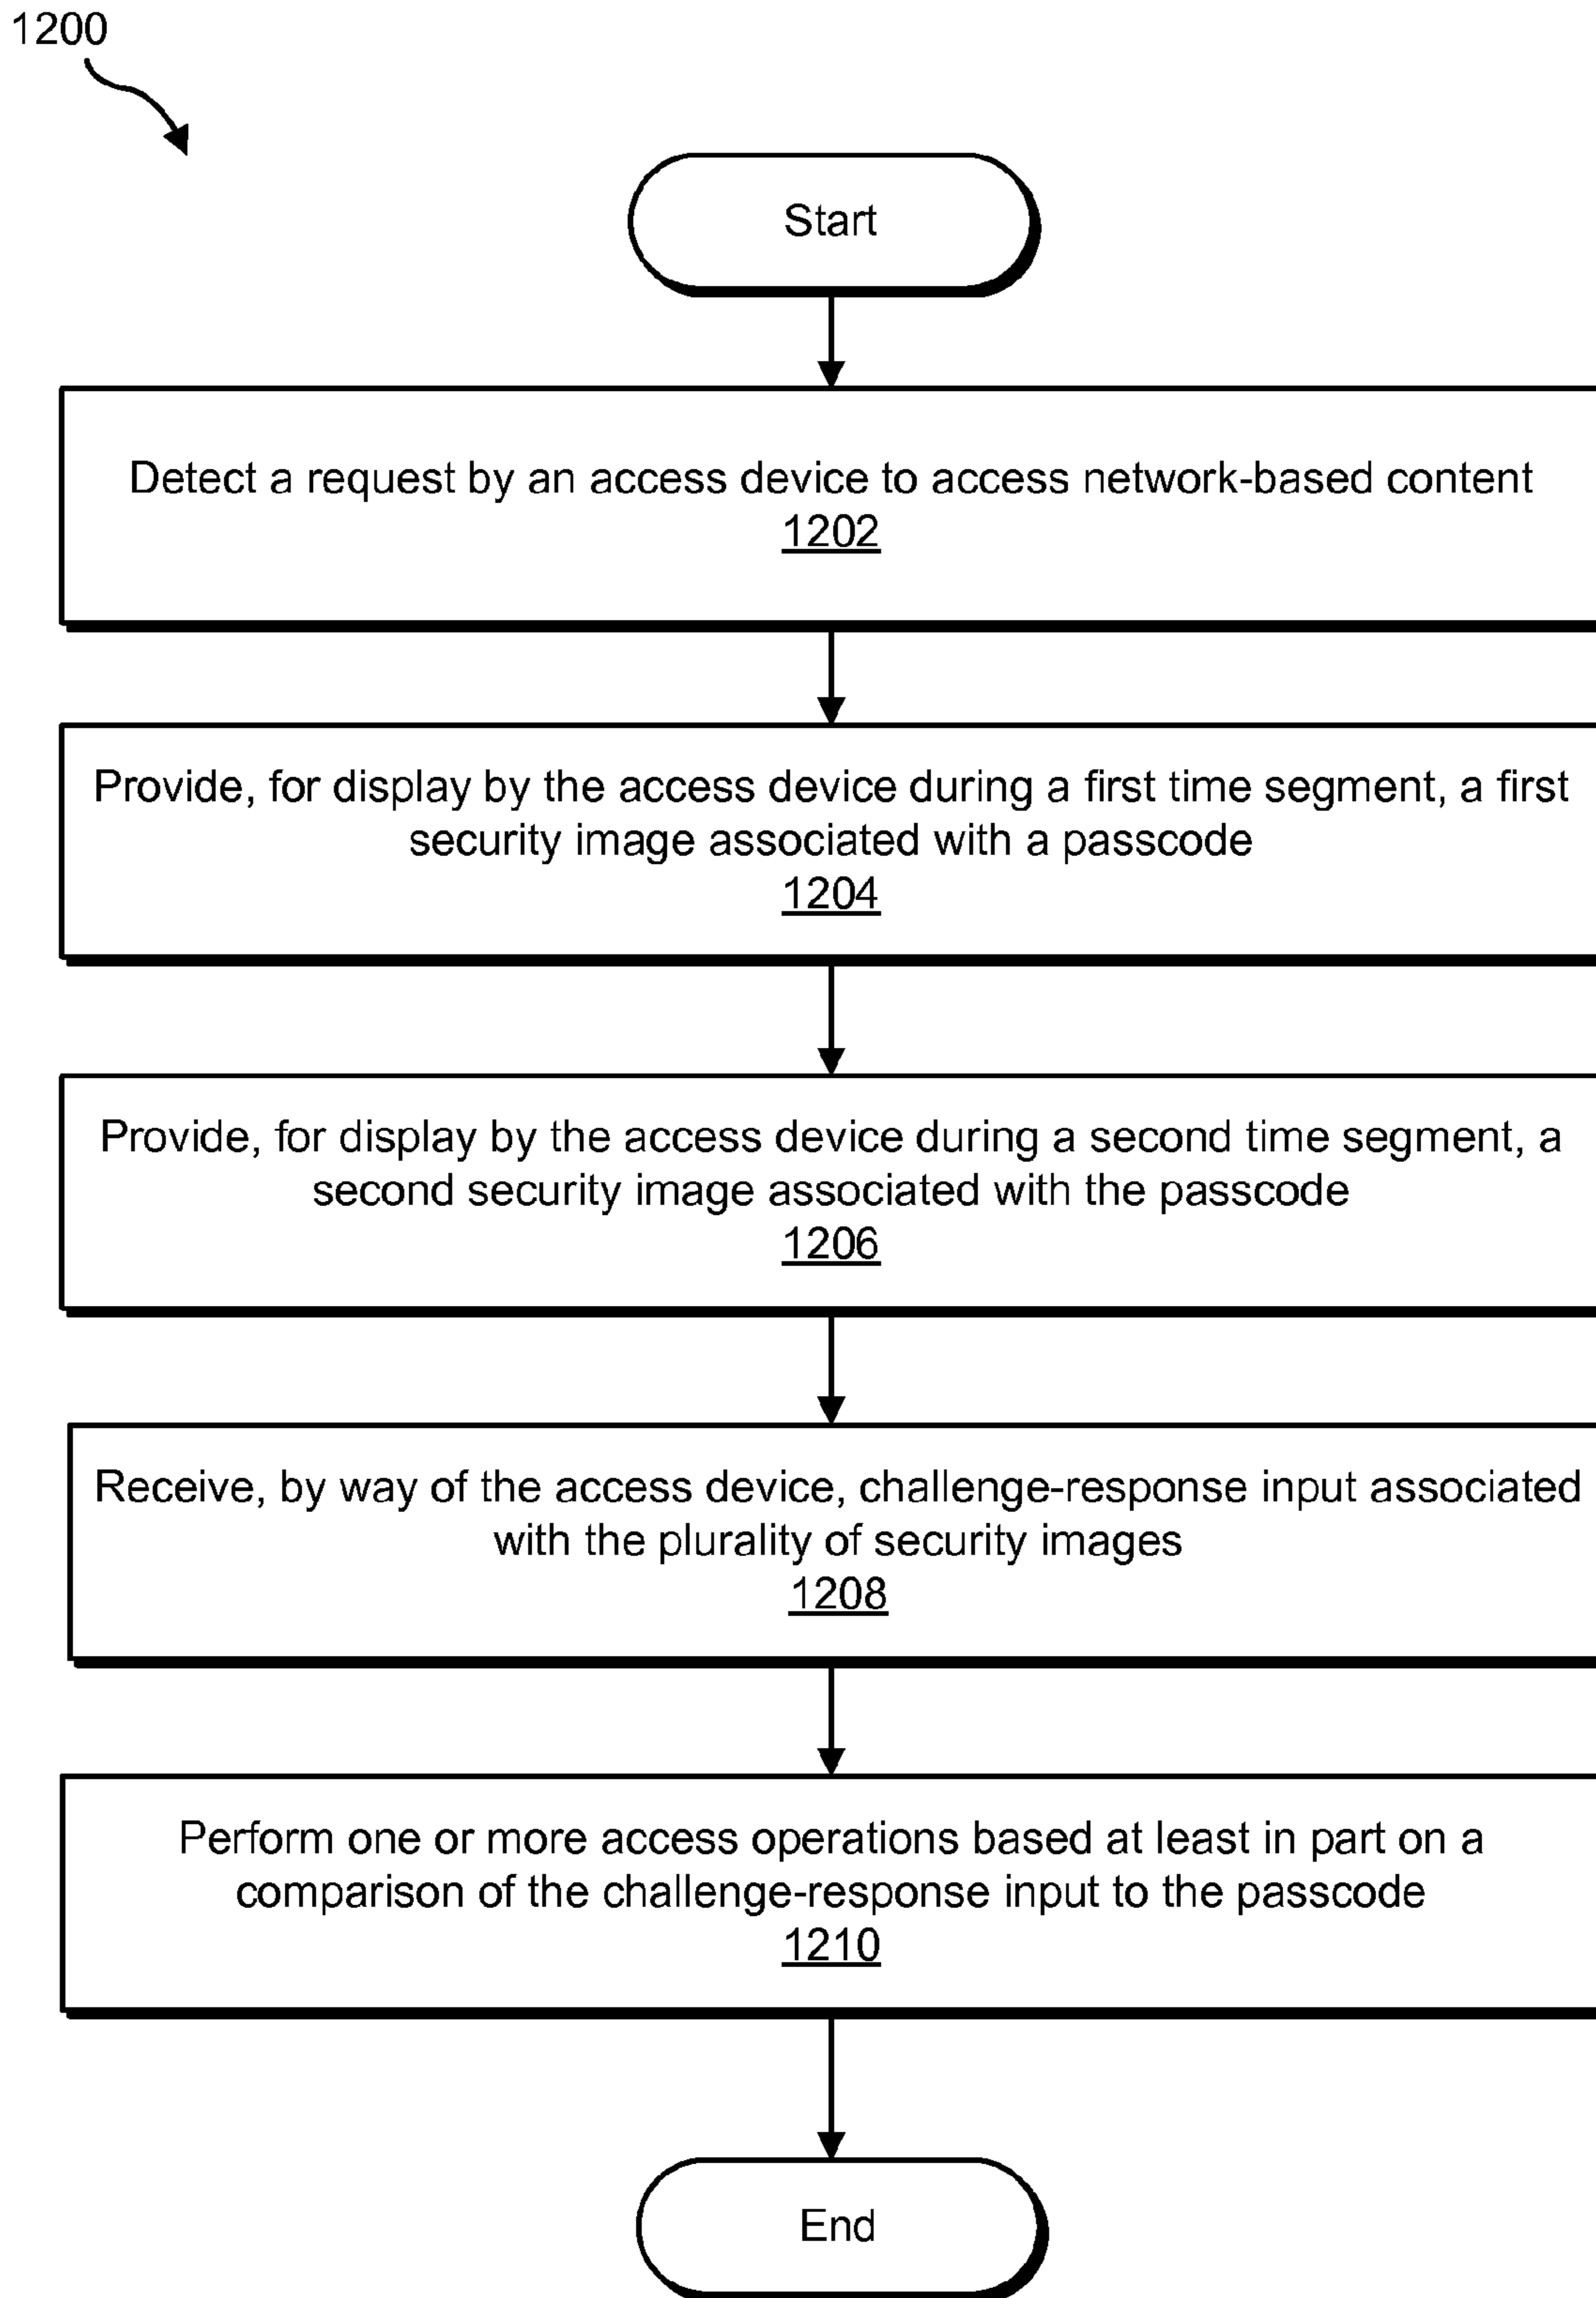 1200
Start
Detect a request by an access device to access network-based content
1202
Provide, for display by the access device during a first time segment, a first
security image associated with a passcode
1204
Provide, for display by the access device during a second time segment, a
second security image associated with the passcode
1206
Receive, by way of the access device, challenge-response input associated
with the plurality of security images
1208
Perform one or more access operations based at least in part on a
comparison of the challenge-response input to the passcode
1210
End